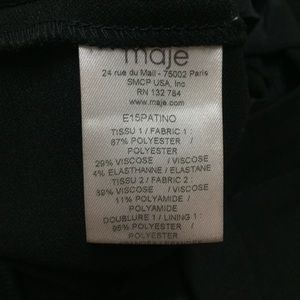 maje
24 rue du Mail - 75002 Paris
SMCP USA, Inc
RN 132 784
www.maje.com
E15PATINO
TISSU 1 / FABRIC 1 :
67% POLYESTER /
POLYESTER
29% VISCOSE / VISCOSE
4% ELASTHANNE / ELASTANE
TISSU 2 / FABRIC 2 :
89% VISCOSE / VISCOSE
11% POLYAMIDE /
POLYAMIDE
DOUBLURE 1 / LINING 1 :
95% POLYESTER /